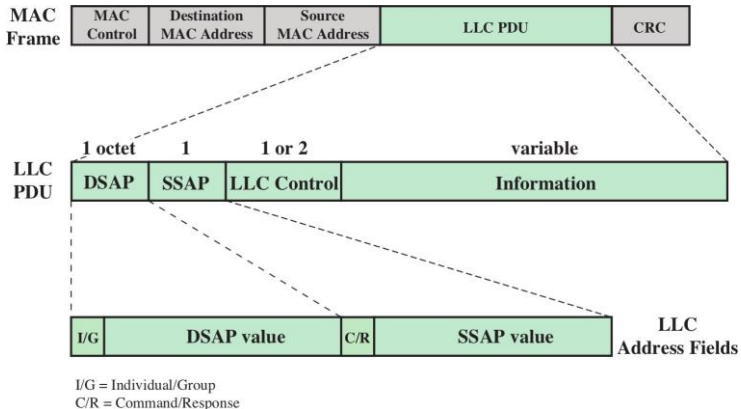 MAC Frame
MAC Control
Destination MAC Address
Source MAC Address
LLC PDU
CRC
1 octet
1
1 or 2
variable
LLC PDU
DSAP
SSAP
LLC Control
Information
I/G
DSAP value
C/R
SSAP value
LLC Address Fields
I/G = Individual/Group
C/R = Command/Response